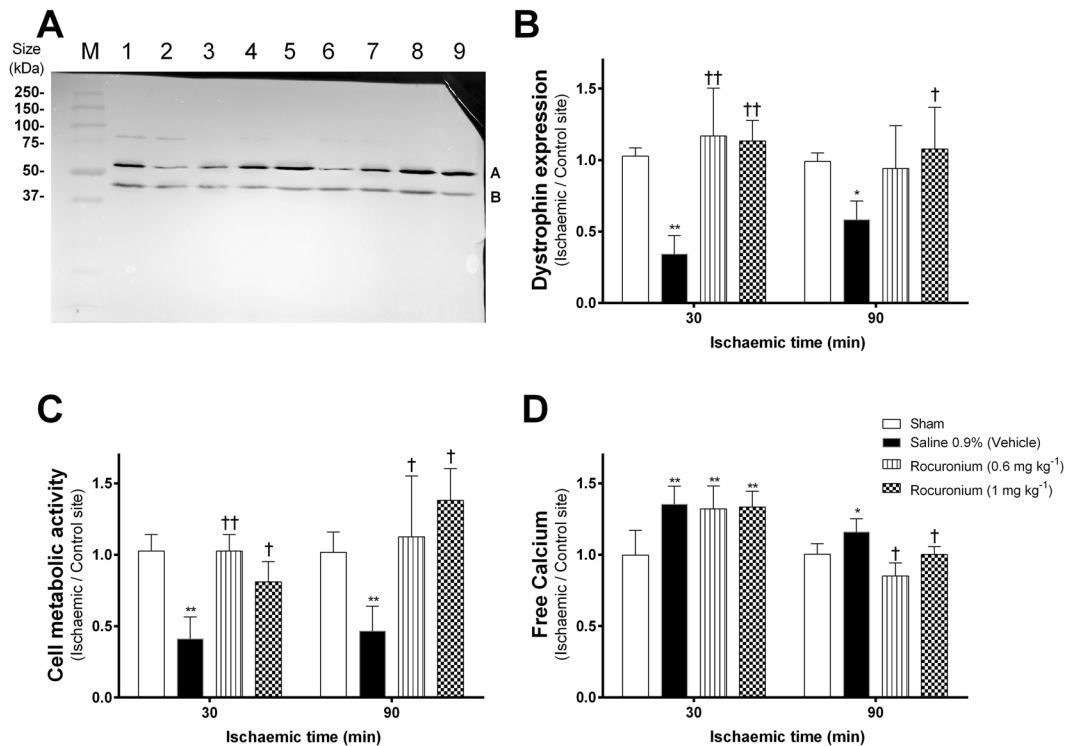 A
Size
(kDa)
M 1 2 3 4 5 6 7 8 9
250-
150-
100-
75-
50-
37-
A
B
B
Dystrophin expression
(Ischaemic / Control site)
1.5
1.0
0.5
0.0
**
††
††
*
†
30 90
Ischaemic time (min)
C
Cell metabolic activity
(Ischaemic / Control site)
1.5
1.0
0.5
0.0
**
††
†
**
†
†
30 90
Ischaemic time (min)
D
Sham
Saline 0.9% (Vehicle)
Rocuronium (0.6 mg kg⁻¹)
Rocuronium (1 mg kg⁻¹)
Free Calcium
(Ischaemic / Control site)
1.5
1.0
0.5
0.0
**
**
**
*
†
†
30 90
Ischaemic time (min)